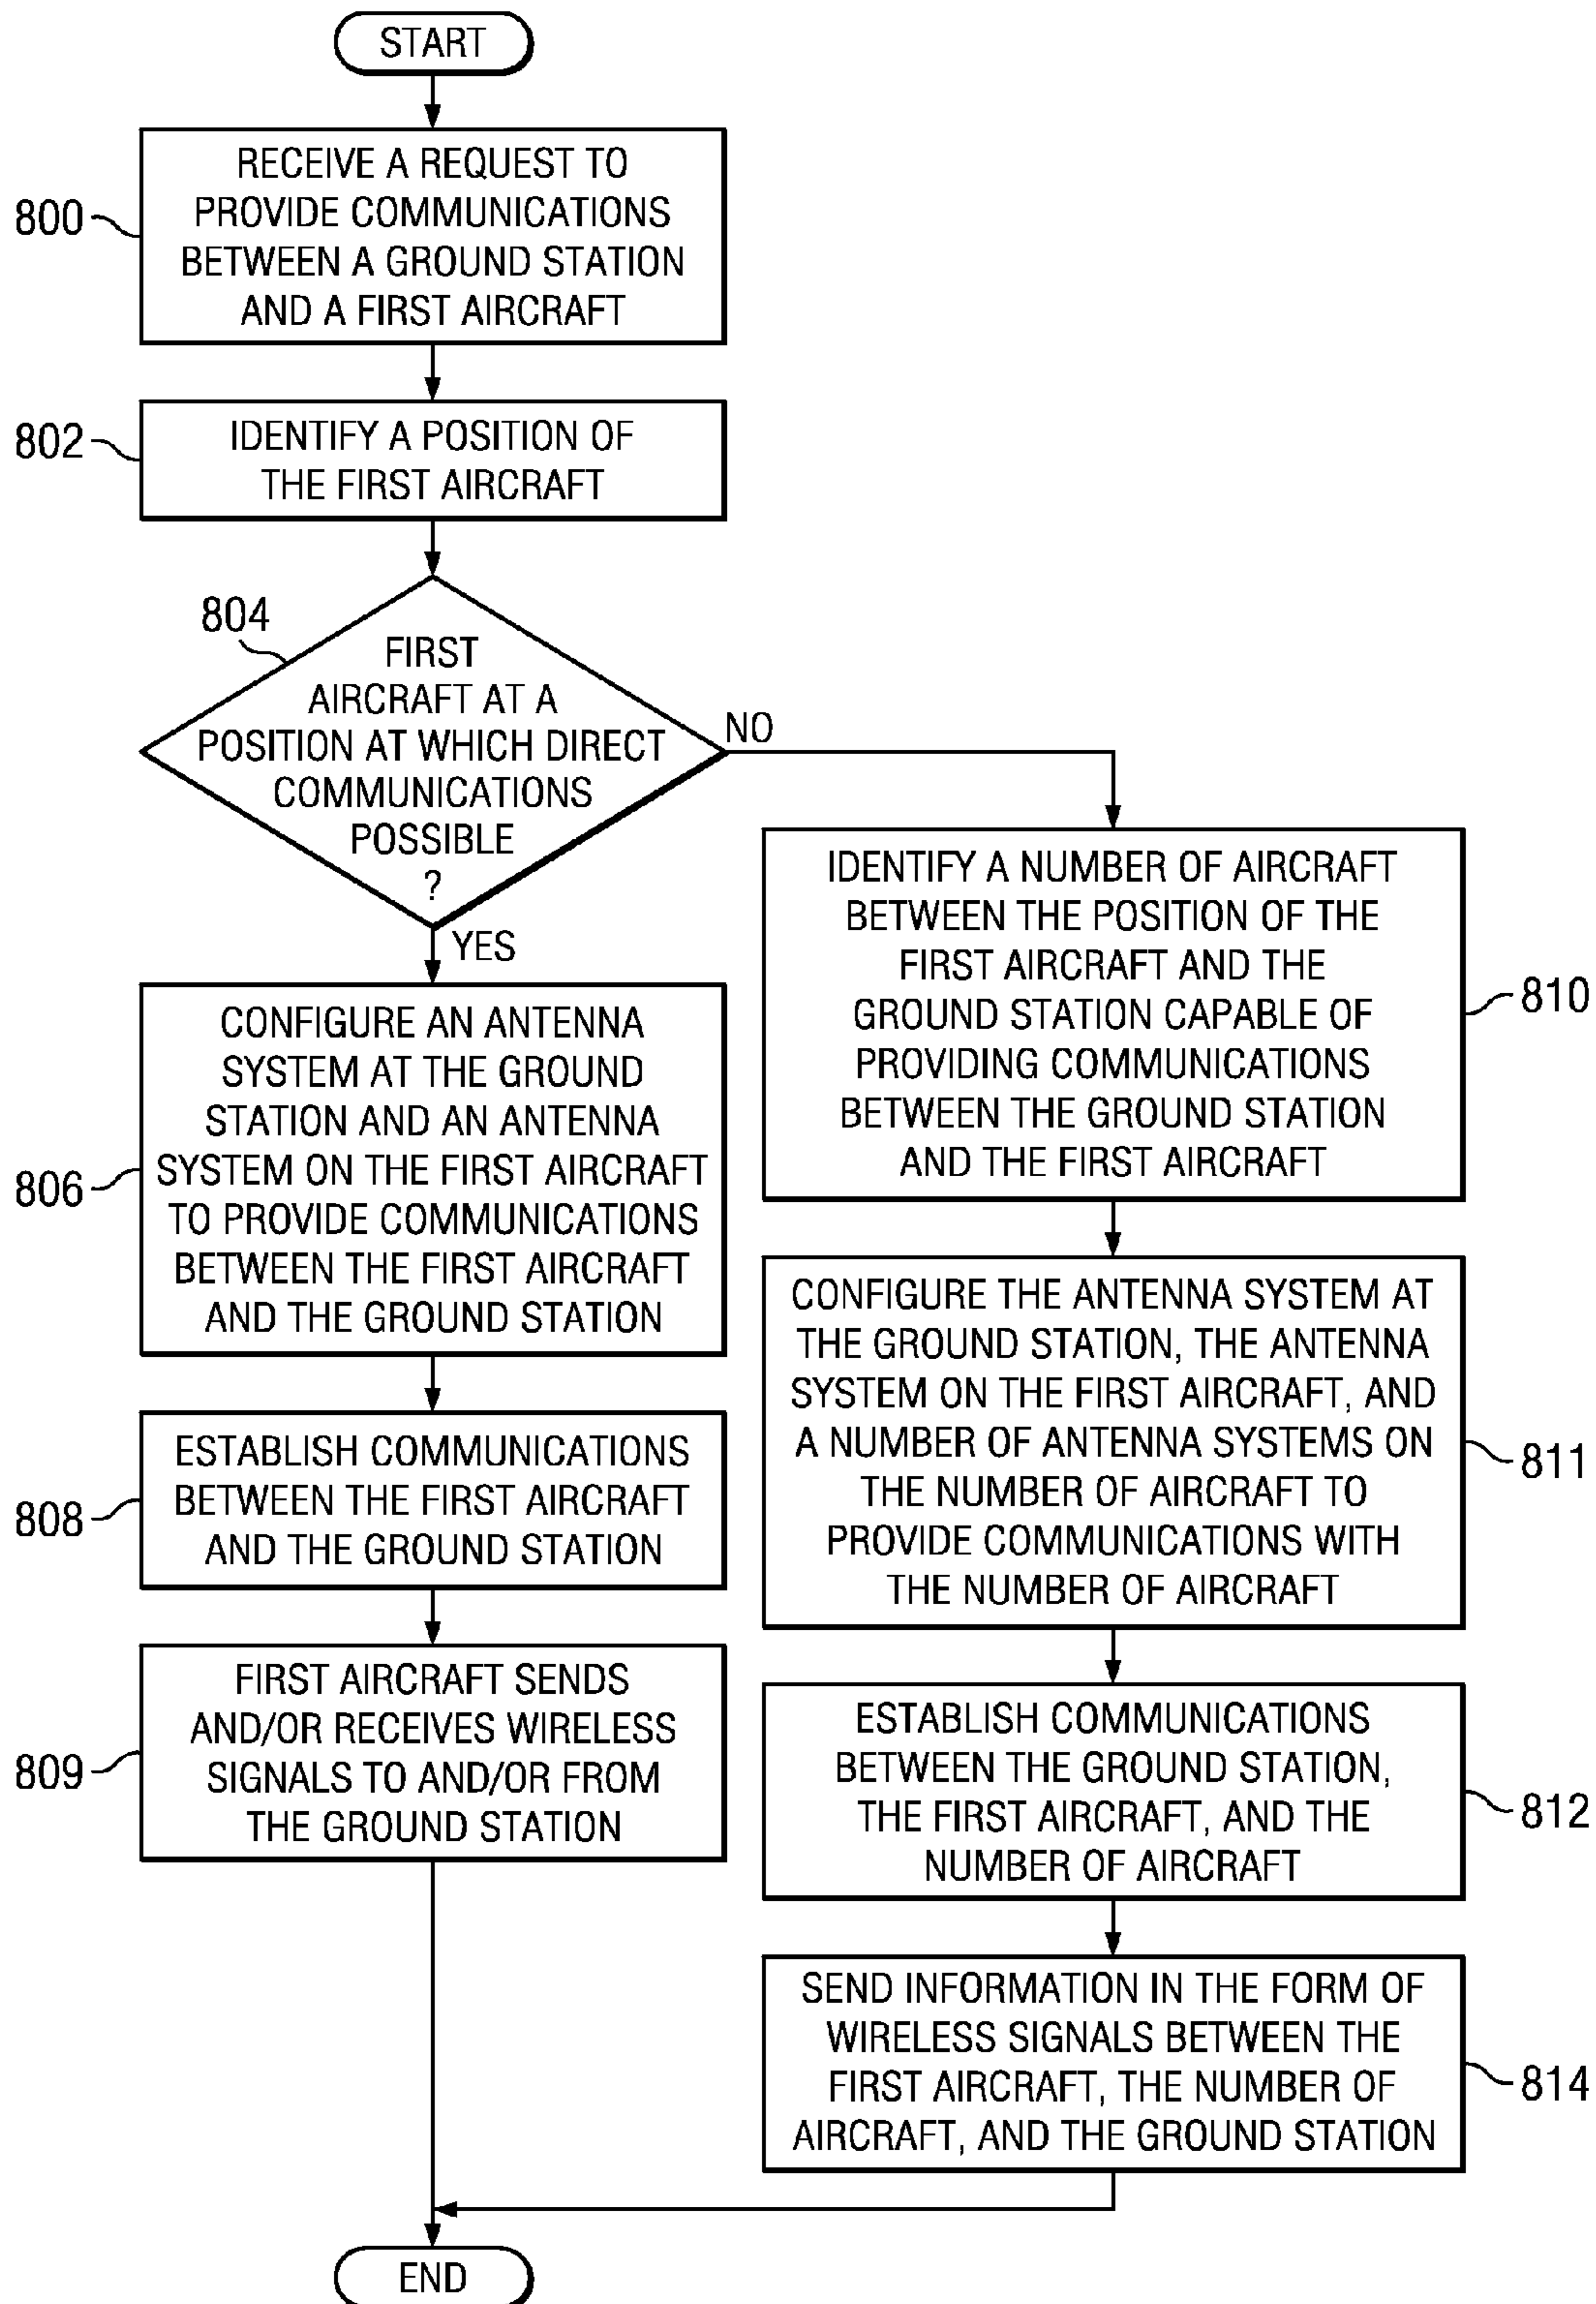 START
800
RECEIVE A REQUEST TO
PROVIDE COMMUNICATIONS
BETWEEN A GROUND STATION
AND A FIRST AIRCRAFT
802
IDENTIFY A POSITION OF
THE FIRST AIRCRAFT
804
FIRST
AIRCRAFT AT A
POSITION AT WHICH DIRECT
COMMUNICATIONS
POSSIBLE
?
NO
YES
806
CONFIGURE AN ANTENNA
SYSTEM AT THE GROUND
STATION AND AN ANTENNA
SYSTEM ON THE FIRST AIRCRAFT
TO PROVIDE COMMUNICATIONS
BETWEEN THE FIRST AIRCRAFT
AND THE GROUND STATION
808
ESTABLISH COMMUNICATIONS
BETWEEN THE FIRST AIRCRAFT
AND THE GROUND STATION
809
FIRST AIRCRAFT SENDS
AND/OR RECEIVES WIRELESS
SIGNALS TO AND/OR FROM
THE GROUND STATION
IDENTIFY A NUMBER OF AIRCRAFT
BETWEEN THE POSITION OF THE
FIRST AIRCRAFT AND THE
GROUND STATION CAPABLE OF
PROVIDING COMMUNICATIONS
BETWEEN THE GROUND STATION
AND THE FIRST AIRCRAFT
810
CONFIGURE THE ANTENNA SYSTEM AT
THE GROUND STATION, THE ANTENNA
SYSTEM ON THE FIRST AIRCRAFT, AND
A NUMBER OF ANTENNA SYSTEMS ON
THE NUMBER OF AIRCRAFT TO
PROVIDE COMMUNICATIONS WITH
THE NUMBER OF AIRCRAFT
811
ESTABLISH COMMUNICATIONS
BETWEEN THE GROUND STATION,
THE FIRST AIRCRAFT, AND THE
NUMBER OF AIRCRAFT
812
SEND INFORMATION IN THE FORM OF
WIRELESS SIGNALS BETWEEN THE
FIRST AIRCRAFT, THE NUMBER OF
AIRCRAFT, AND THE GROUND STATION
814
END